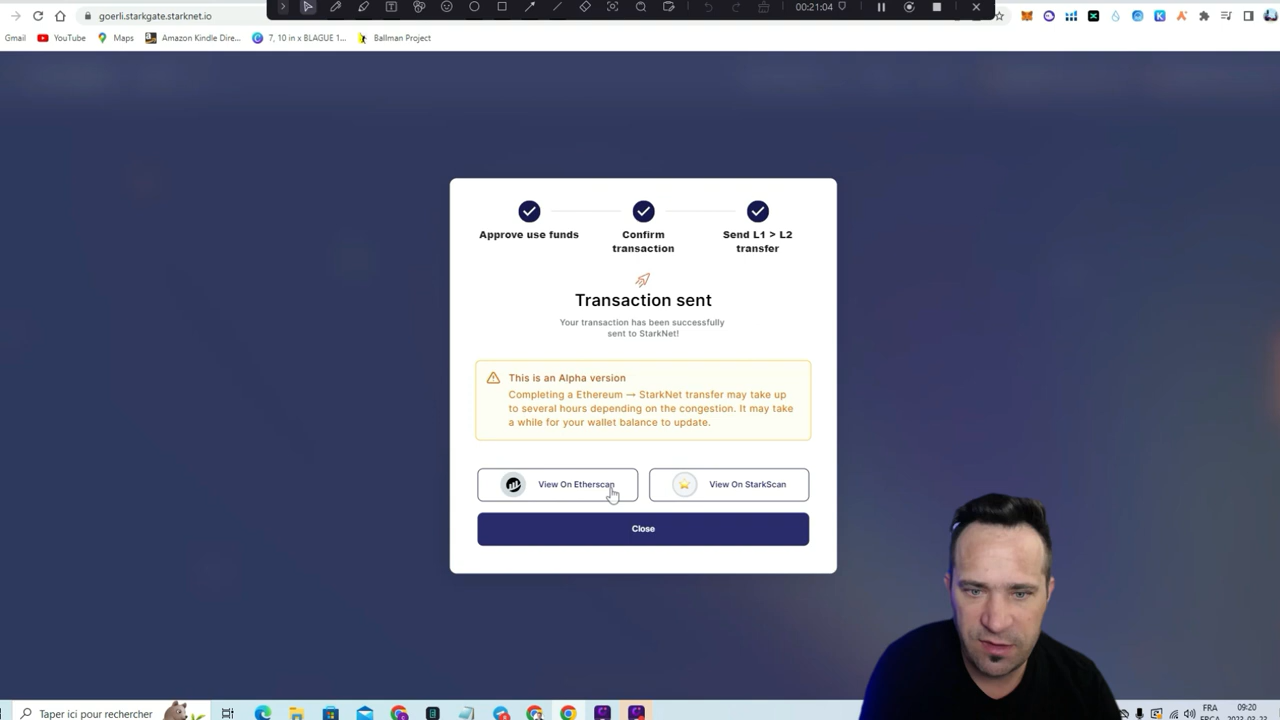 goerli.starkgate.starknet.io
00:21:04
Gmail
YouTube
Maps
Amazon Kindle Dire...
7, 10 in x BLAGUE 1...
Ballman Project
Approve use funds
Confirm
transaction
Send L1 > L2
transfer
Transaction sent
Your transaction has been successfully
sent to StarkNet!
This is an Alpha version
Completing a Ethereum → StarkNet transfer may take up
to several hours depending on the congestion. It may take
a while for your wallet balance to update.
View On Etherscan
View On StarkScan
Close
Taper ici pour rechercher
FRA
09:20